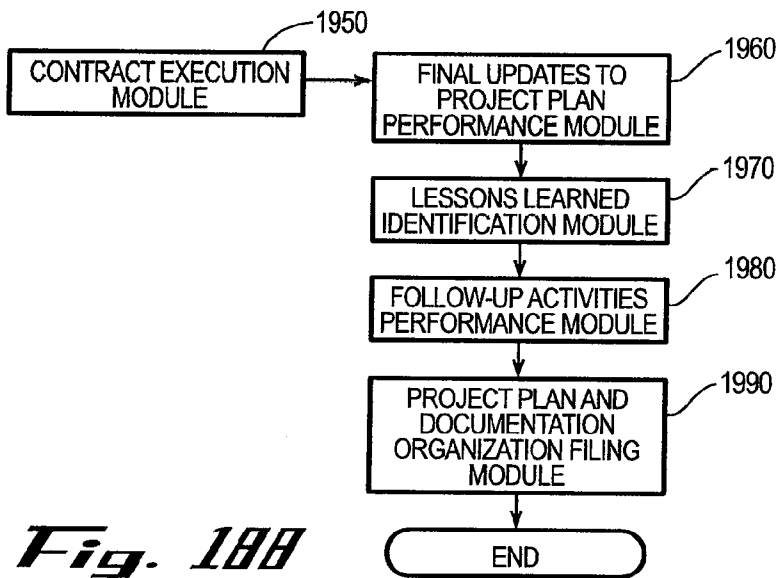 1950
CONTRACT EXECUTION
MODULE
1960
FINAL UPDATES TO
PROJECT PLAN
PERFORMANCE MODULE
1970
LESSONS LEARNED
IDENTIFICATION MODULE
1980
FOLLOW-UP ACTIVITIES
PERFORMANCE MODULE
1990
PROJECT PLAN AND
DOCUMENTATION
ORGANIZATION FILING
MODULE
END
Fig. 188